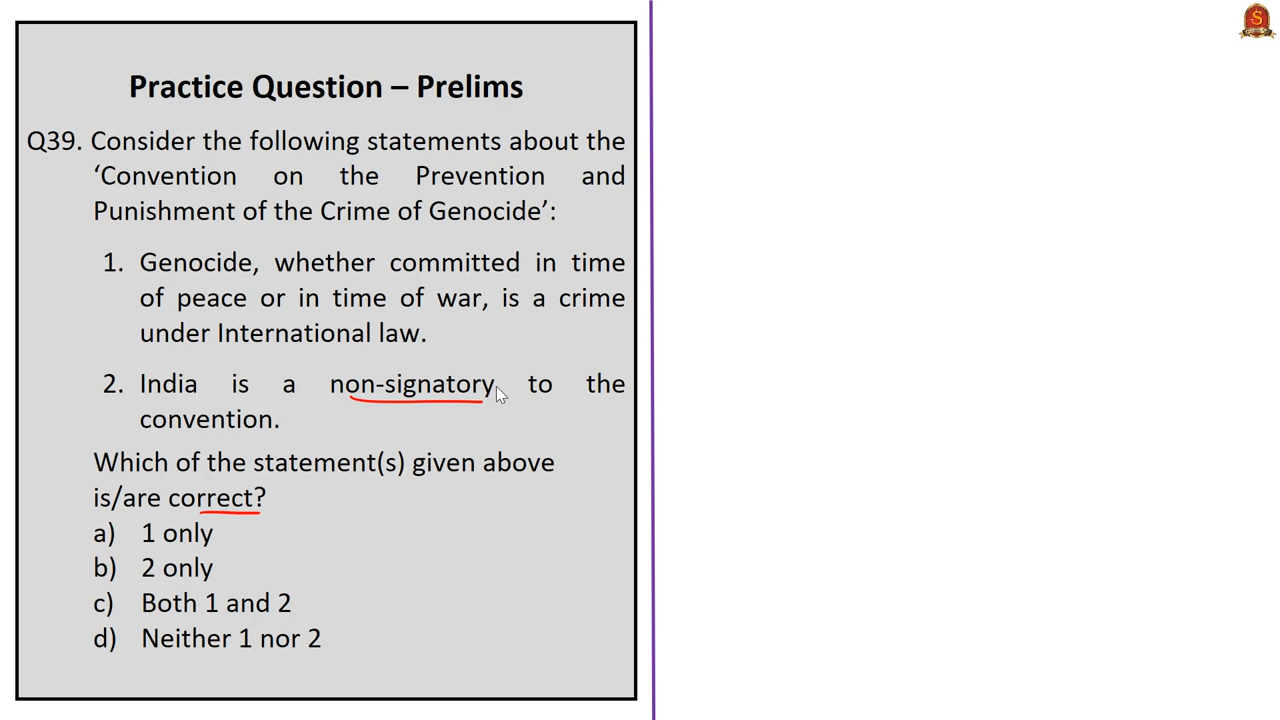 Practice Question – Prelims
Q39. Consider the following statements about the
‘Convention on the Prevention and
Punishment of the Crime of Genocide’:
1. Genocide, whether committed in time
of peace or in time of war, is a crime
under International law.
2. India is a non-signatory to the
convention.
Which of the statement(s) given above
is/are correct?
a) 1 only
b) 2 only
c) Both 1 and 2
d) Neither 1 nor 2
S